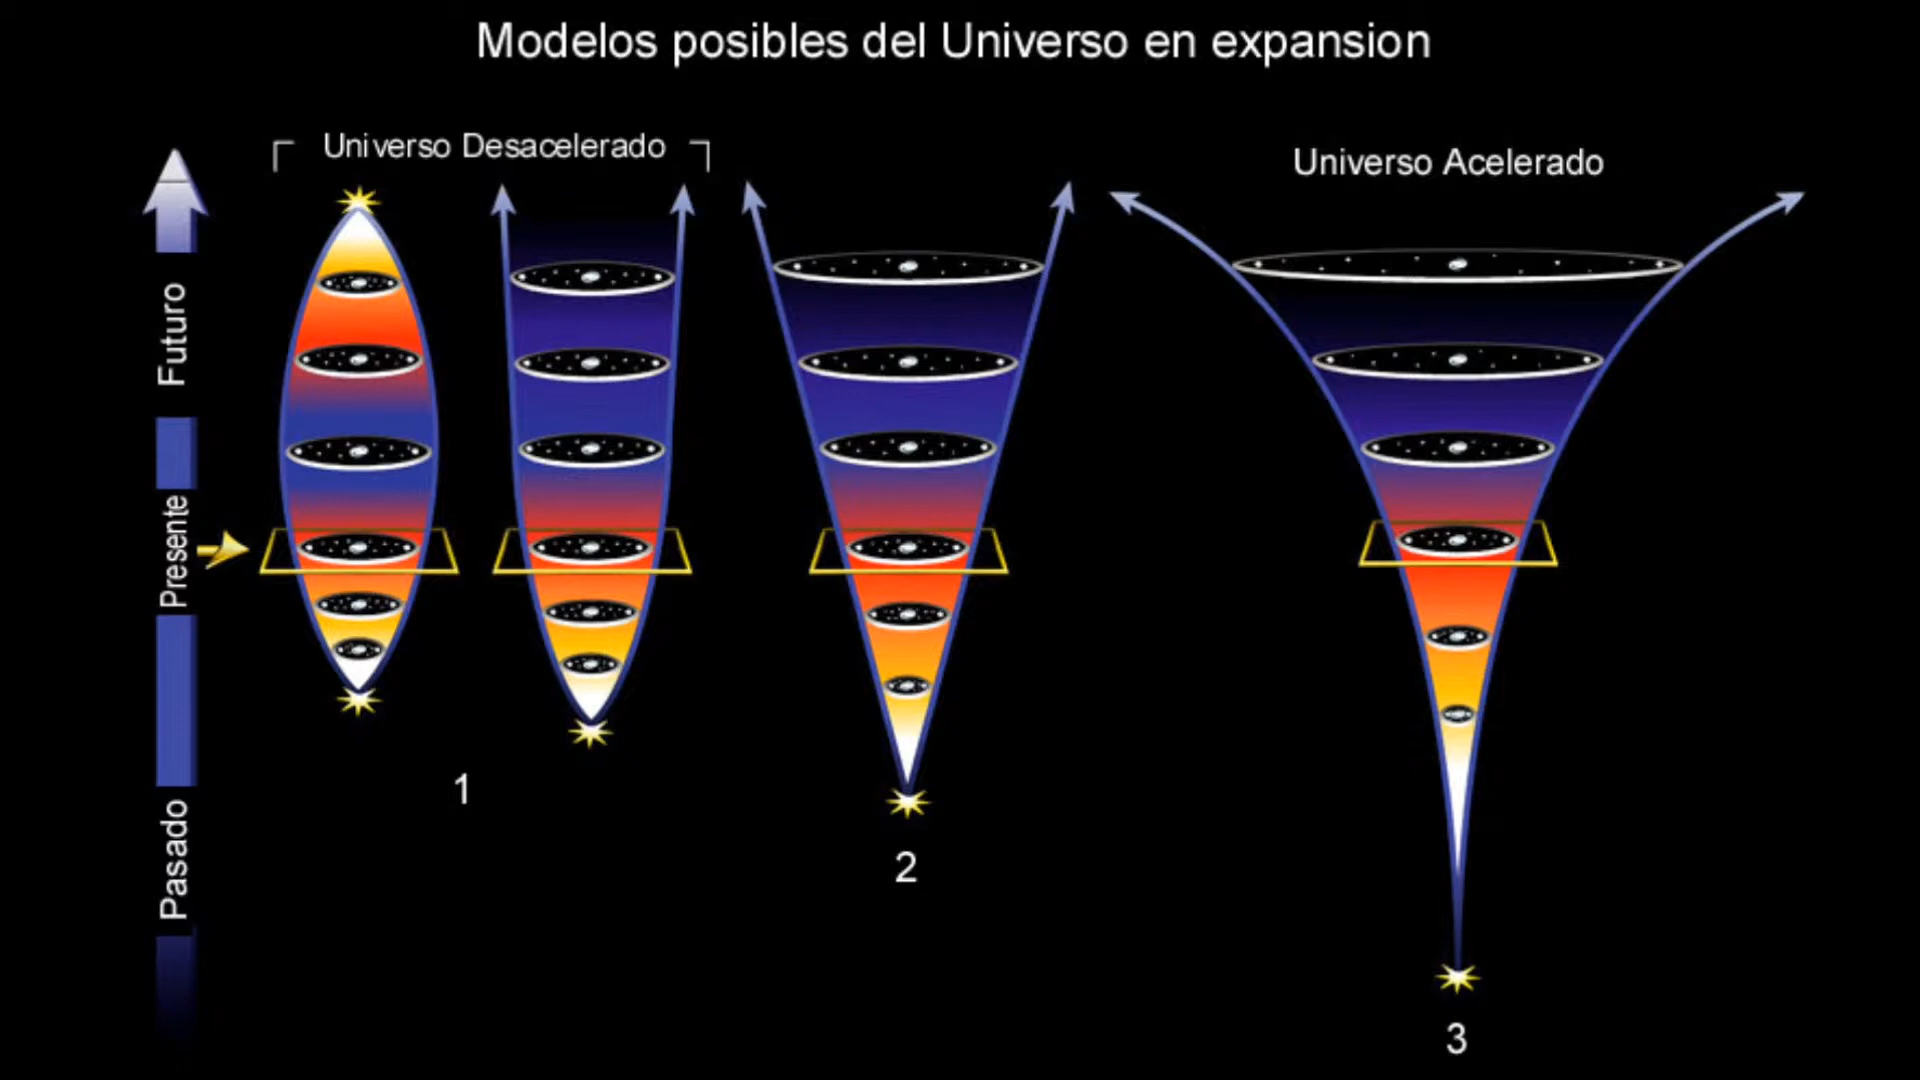 Modelos posibles del Universo en expansion
Universo Desacelerado
Universo Acelerado
Futuro
Presente
Pasado
1
2
3